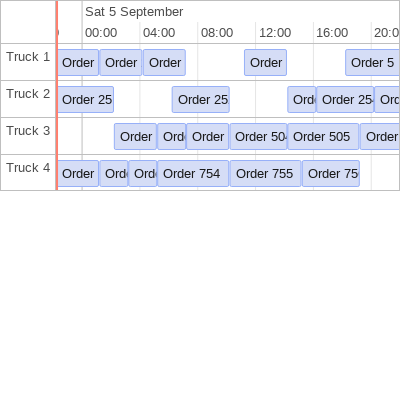 Sat 5 September
00:00 04:00 08:00 12:00 16:00 20:0
Truck 1 Order Order Order Order Order 5
Truck 2 Order 25 Order 25 Ord Order 25 Ord
Truck 3 Order Ord Order Order 504 Order 505 Order
Truck 4 Order Ord Ord Order 754 Order 755 Order 75